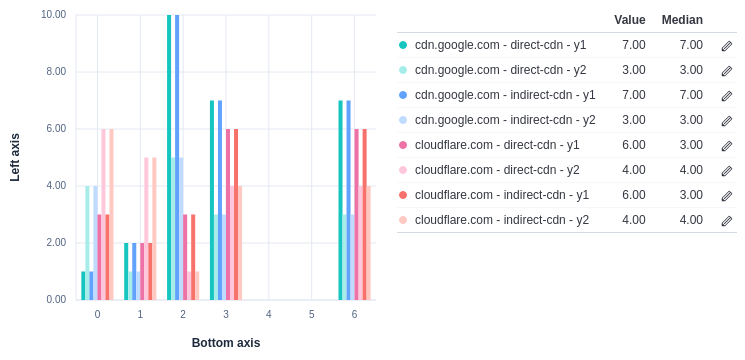 10.00
8.00
6.00
4.00
2.00
0.00
Left axis
0 1 2 3 4 5 6
Bottom axis
Value Median
cdn.google.com - direct-cdn - y1 7.00 7.00
cdn.google.com - direct-cdn - y2 3.00 3.00
cdn.google.com - indirect-cdn - y1 7.00 7.00
cdn.google.com - indirect-cdn - y2 3.00 3.00
cloudflare.com - direct-cdn - y1 6.00 3.00
cloudflare.com - direct-cdn - y2 4.00 4.00
cloudflare.com - indirect-cdn - y1 6.00 3.00
cloudflare.com - indirect-cdn - y2 4.00 4.00